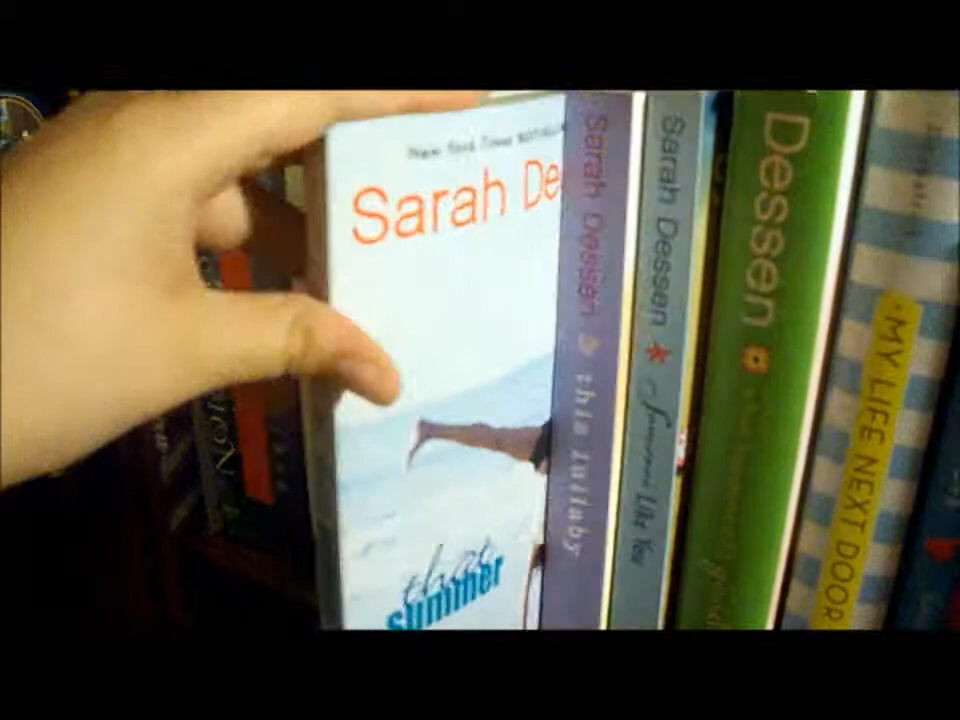 New York Times
Sarah De
that
summer
Sarah Dessen this lullaby
Sarah Dessen Someone Like You
Dessen
MY LIFE NEXT DOOR